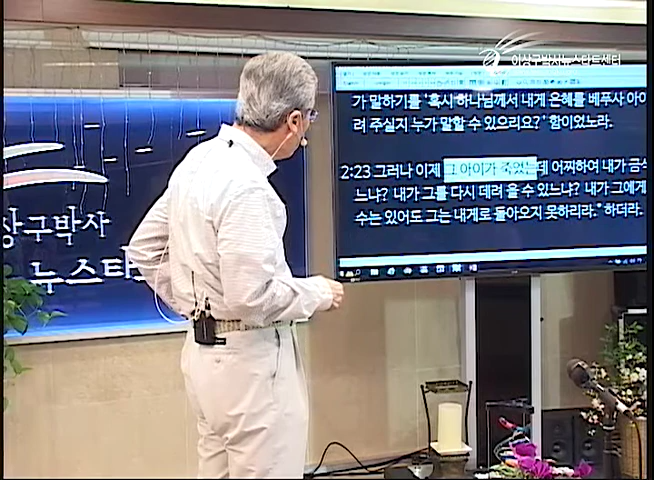 이상구박사뉴스타트센터
가 말하기를 '혹시 하나님께서 내게 은혜를 베푸사 아이
려 주실지 누가 말할 수 있으리요?' 함이었노라.
2:23 그러나 이제 그 아이가 죽었는데 어찌하여 내가 금식
느냐? 내가 그를 다시 데려 올 수 있느냐? 내가 그에게
수는 있어도 그는 내게로 돌아오지 못하리라." 하더라.
상구박사
뉴스타